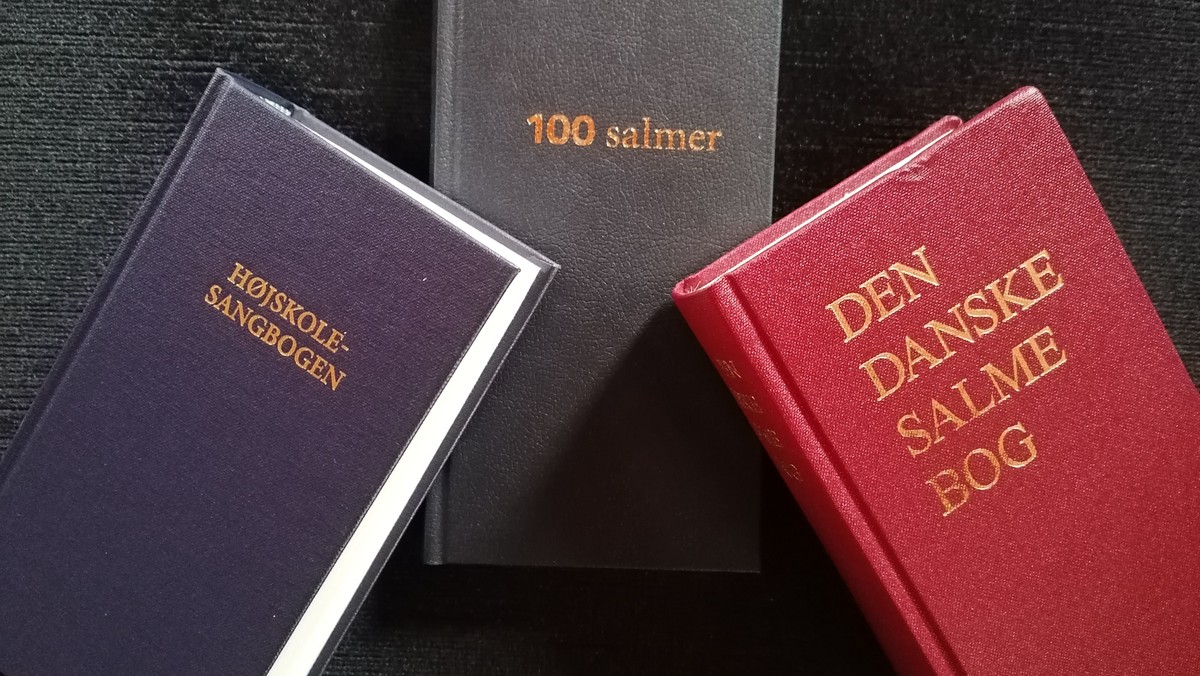 HØJSKOLE-
SANGBOGEN
100 salmer
DEN
DANSKE
SALME
BOG